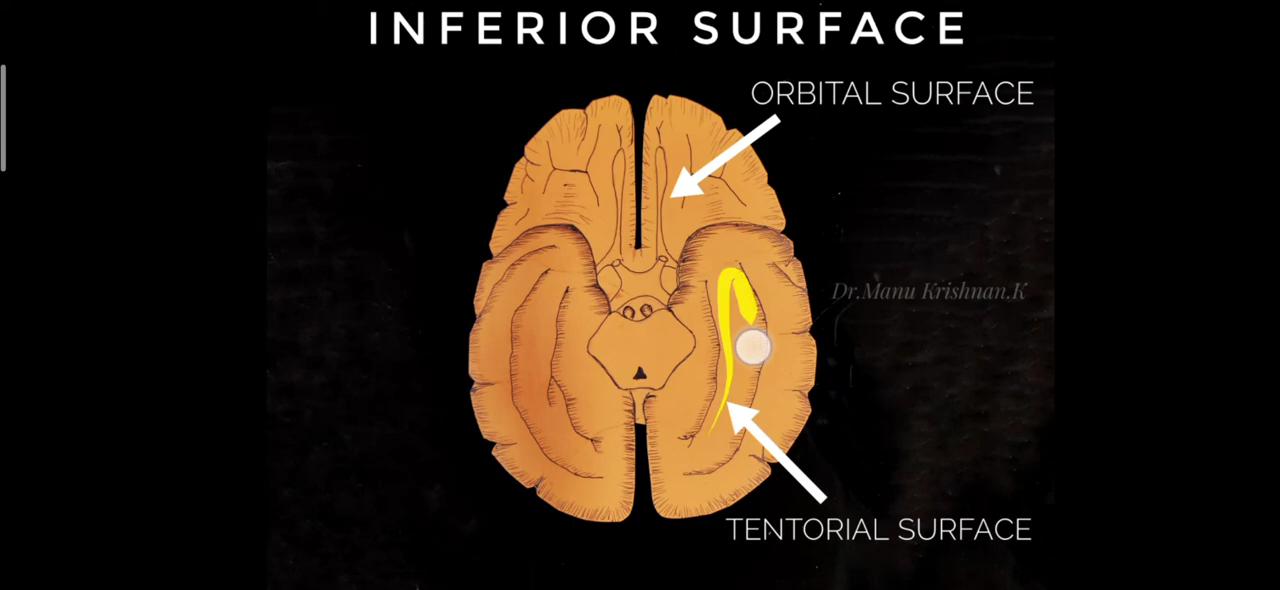 INFERIOR SURFACE
ORBITAL SURFACE
Dr.Manu Krishnan.K
TENTORIAL SURFACE